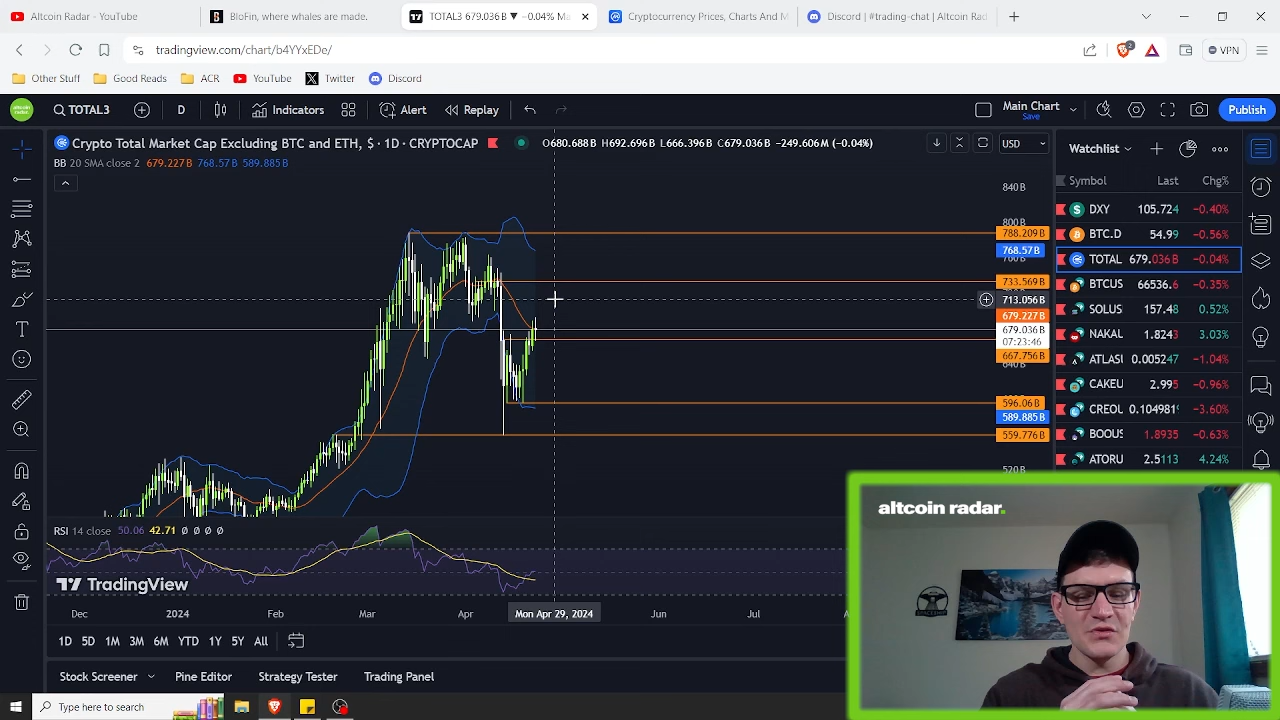 Altcoin Radar - YouTube
BloFin, where whales are made.
TOTAL3 679.036 B ▼ −0.04% Ma
Cryptocurrency Prices, Charts And M
Discord | #trading-chat | Altcoin Rad
tradingview.com/chart/b4YYxEDe/
2
VPN
Other Stuff
Good Reads
ACR
YouTube
Twitter
Discord
altcoin radar
TOTAL3
D
Indicators
Alert
Replay
Main Chart
Save
Publish
Crypto Total Market Cap Excluding BTC and ETH, $ · 1D · CRYPTOCAP
O680.688 B H692.696 B L666.396 B C679.036 B −249.606 M (−0.04%)
USD
BB 20 SMA close 2 679.227 B 768.57 B 589.885 B
840 B
800 B
788.209 B
768.57 B
733.569 B
713.056 B
679.227 B
679.036 B
07:23:46
667.756 B
640 B
596.06 B
589.885 B
559.776 B
520 B
Watchlist
Symbol Last Chg%
DXY 105.724 −0.40%
BTC.D 54.99 −0.56%
TOTAL 679.036 B −0.04%
BTCUS 66536.6 −0.35%
SOLUS 157.48 0.52%
NAKAL 1.8243 3.03%
ATLASI 0.005247 −1.04%
CAKEU 2.995 −0.96%
CREOL 0.104981 −3.60%
BOOUS 1.8935 −0.63%
ATORU 2.5113 4.24%
RSI 14 close 50.06 42.71 Ø Ø Ø Ø
TradingView
Dec
2024
Feb
Mar
Apr
Mon Apr 29, 2024
Jun
Jul
1D 5D 1M 3M 6M YTD 1Y 5Y All
Stock Screener
Pine Editor
Strategy Tester
Trading Panel
altcoin radar.
Type here to search